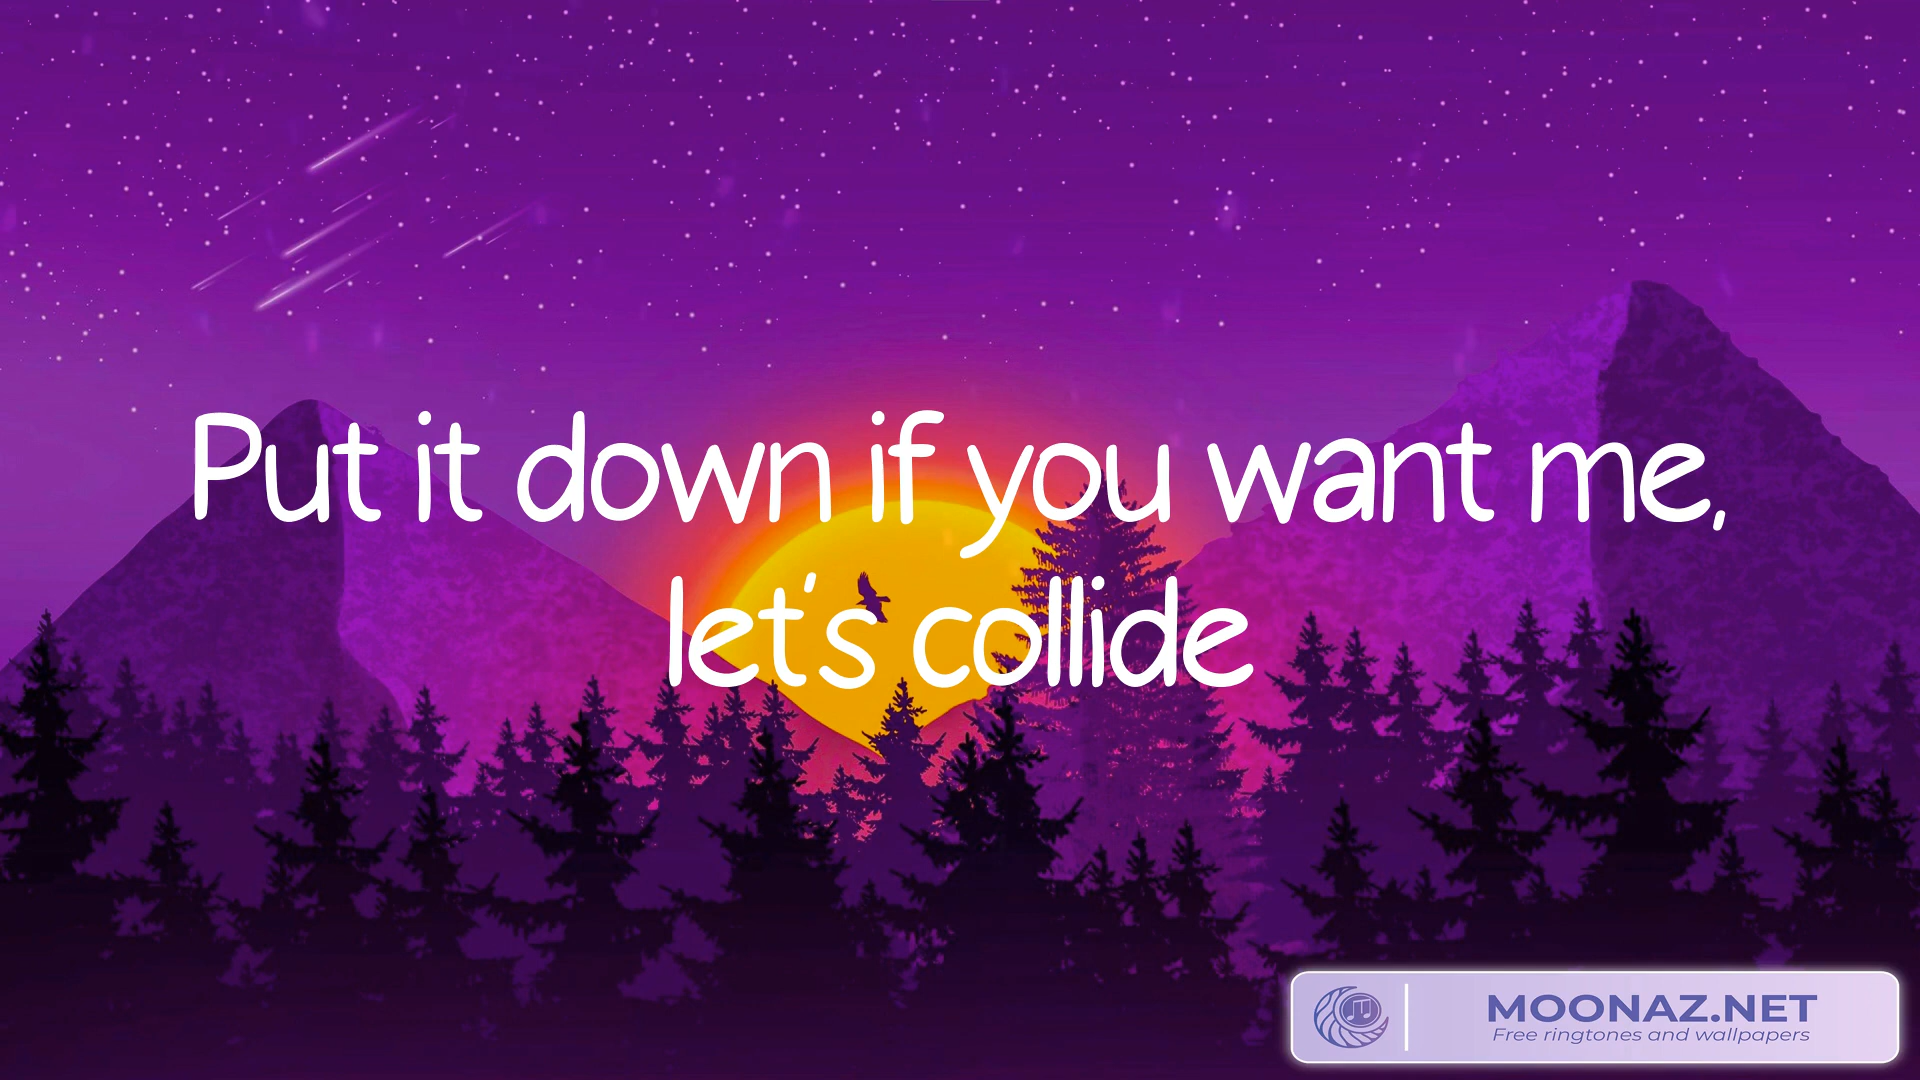 Put it down if you want me,
let's collide
MOONAZ.NET
Free ringtones and wallpapers